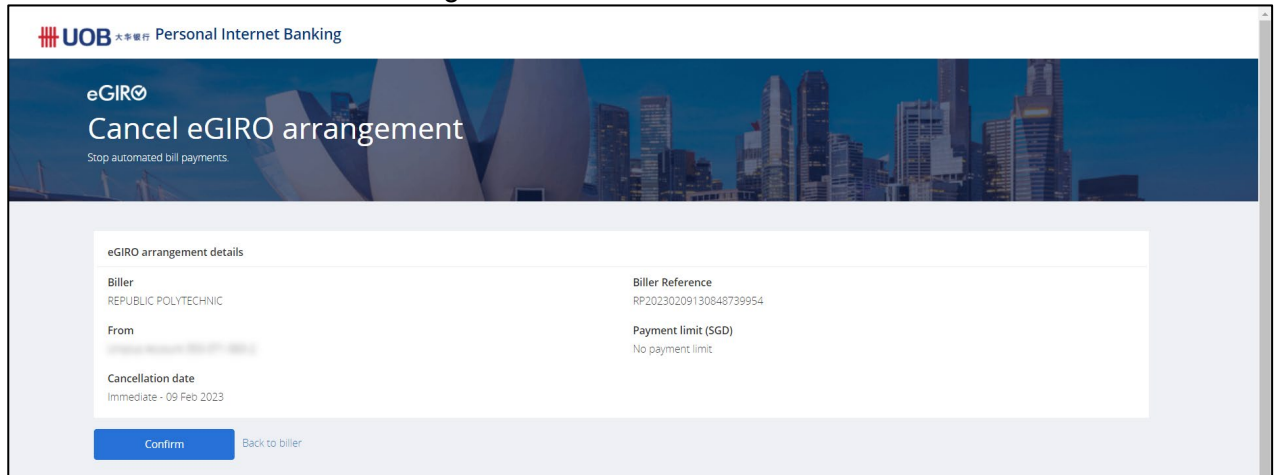 UOB 大华银行 Personal Internet Banking
eGIRO
Cancel eGIRO arrangement
Stop automated bill payments.
eGIRO arrangement details
Biller
REPUBLIC POLYTECHNIC
Biller Reference
RP20230209130848739954
From
Payment limit (SGD)
No payment limit
Cancellation date
Immediate - 09 Feb 2023
Confirm
Back to biller